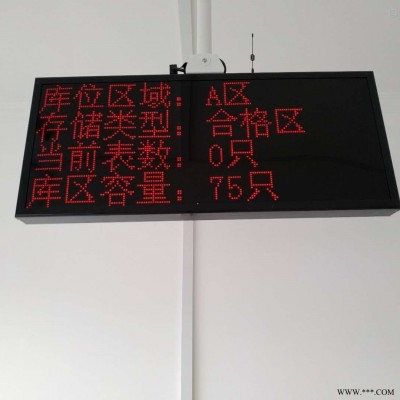 库位区域: A区
存储类型: 合格区
当前表数: 0只
库区容量: 75只
WWW.***.COM